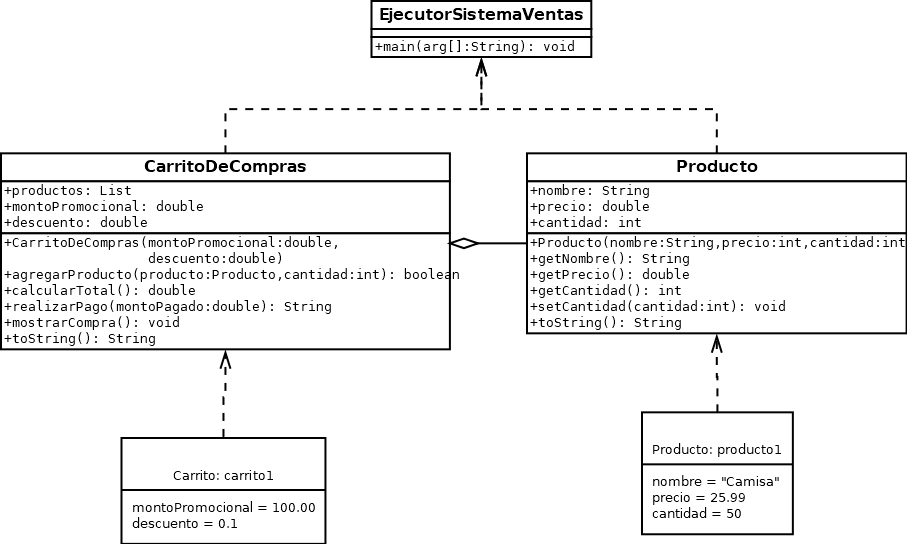 EjecutorSistemaVentas
+main(arg[]:String): void
CarritoDeCompras
+productos: List
+montoPromocional: double
+descuento: double
+CarritoDeCompras(montoPromocional:double,
descuento:double)
+agregarProducto(producto:Producto,cantidad:int): boolean
+calcularTotal(): double
+realizarPago(montoPagado:double): String
+mostrarCompra(): void
+toString(): String
Producto
+nombre: String
+precio: double
+cantidad: int
+Producto(nombre:String,precio:int,cantidad:int
+getNombre(): String
+getPrecio(): double
+getCantidad(): int
+setCantidad(cantidad:int): void
+toString(): String
Carrito: carrito1
montoPromocional = 100.00
descuento = 0.1
Producto: producto1
nombre = "Camisa"
precio = 25.99
cantidad = 50